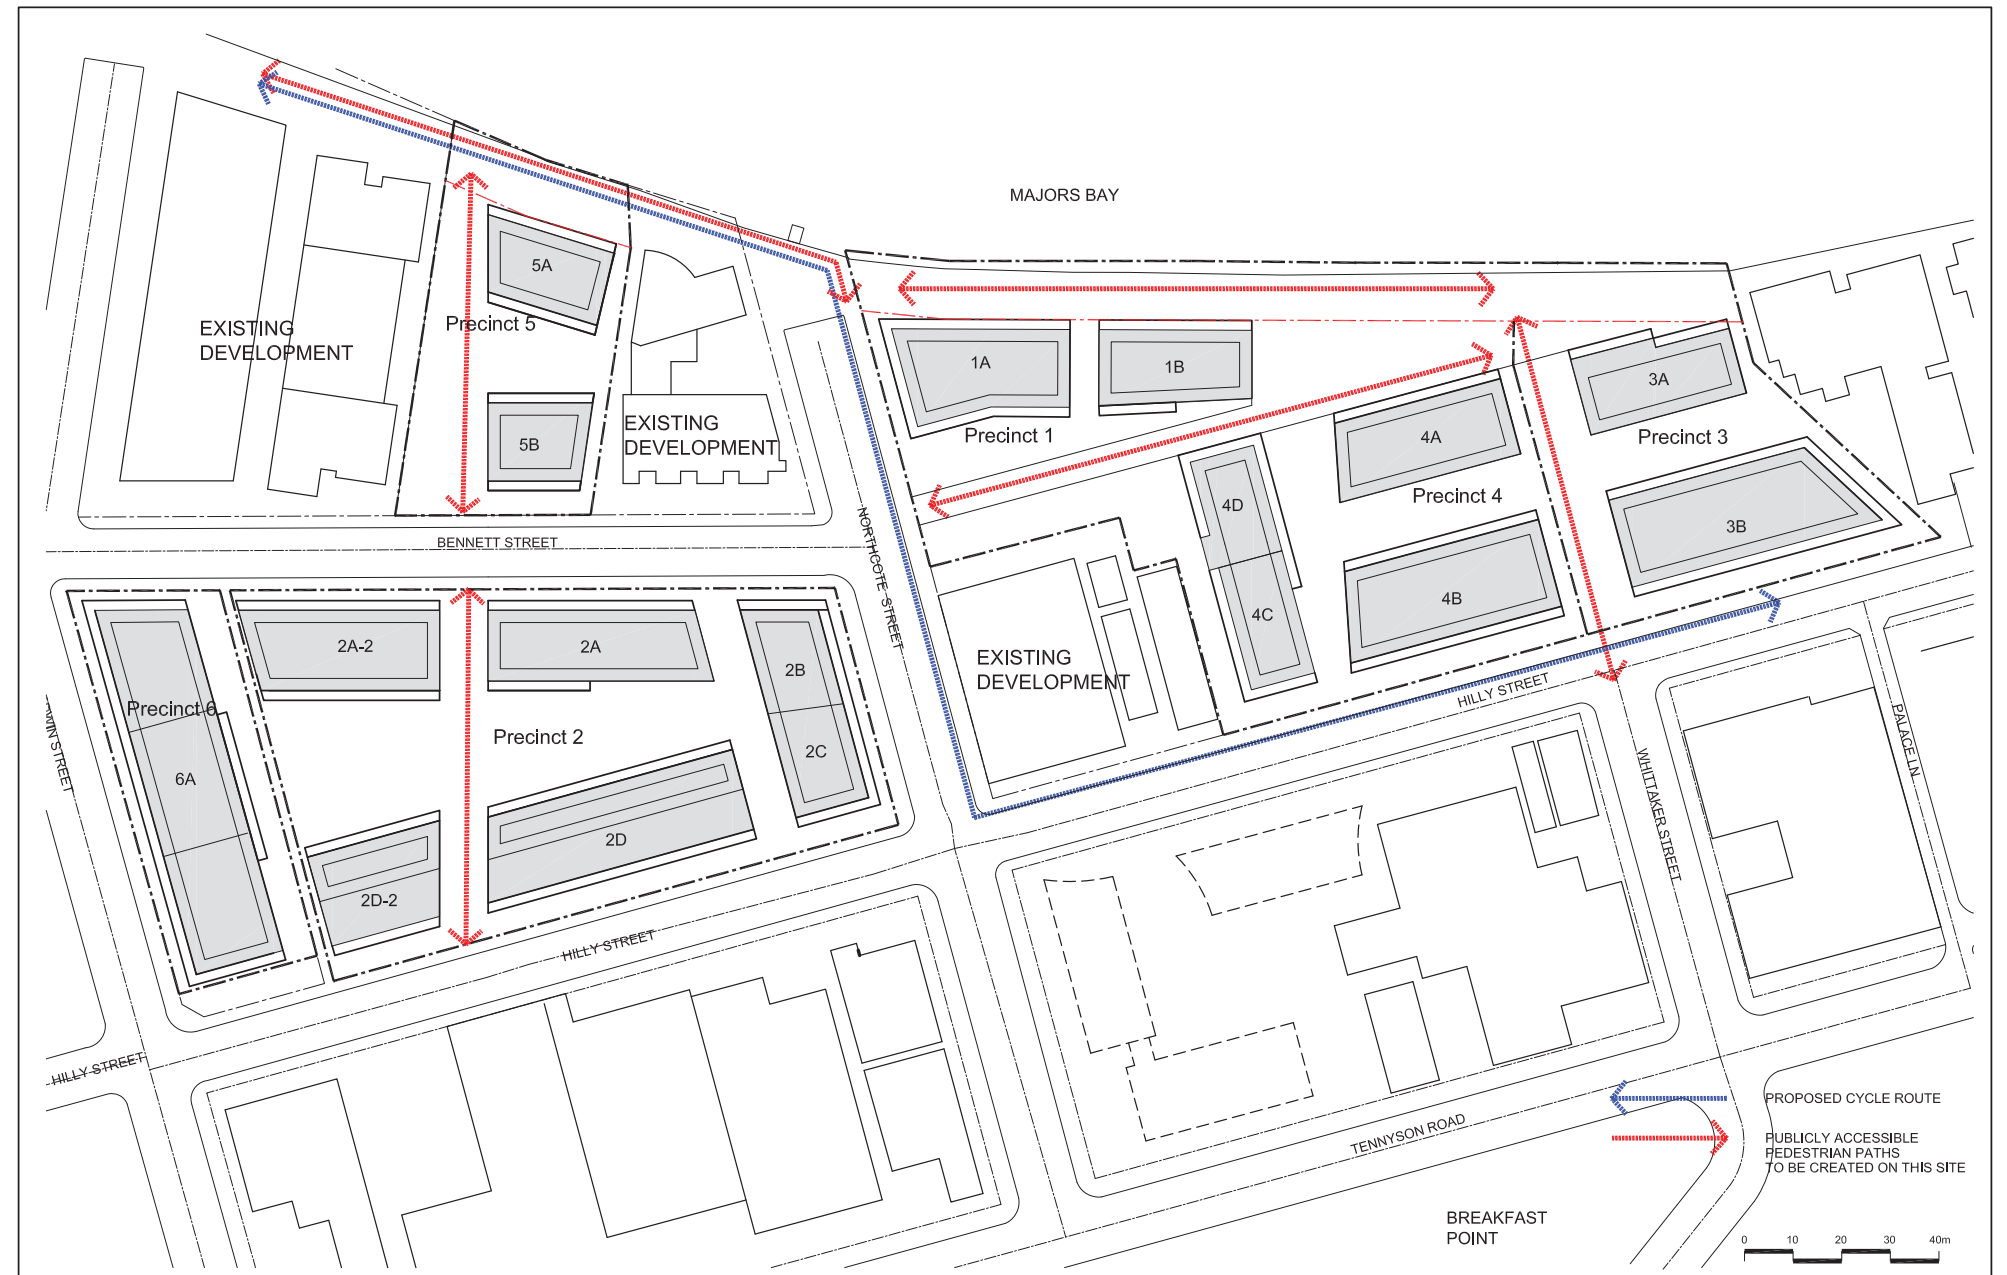 MAJORS BAY
5A
EXISTING
DEVELOPMENT
Precinct 5
1A
1B
3A
EXISTING
DEVELOPMENT
5B
Precinct 1
4A
Precinct 3
4D
Precinct 4
3B
BENNETT STREET
NORTHCOTE STREET
4B
4C
2A-2
2A
2B
EXISTING
DEVELOPMENT
HILLY STREET
Precinct 6
Precinct 2
2C
WIN STREET
6A
WHITTAKER STREET
PALACE LN
2D
2D-2
HILLY STREET
HILLY STREET
PROPOSED CYCLE ROUTE
TENNYSON ROAD
PUBLICLY ACCESSIBLE
PEDESTRIAN PATHS
TO BE CREATED ON THIS SITE
BREAKFAST
POINT
0 10 20 30 40m